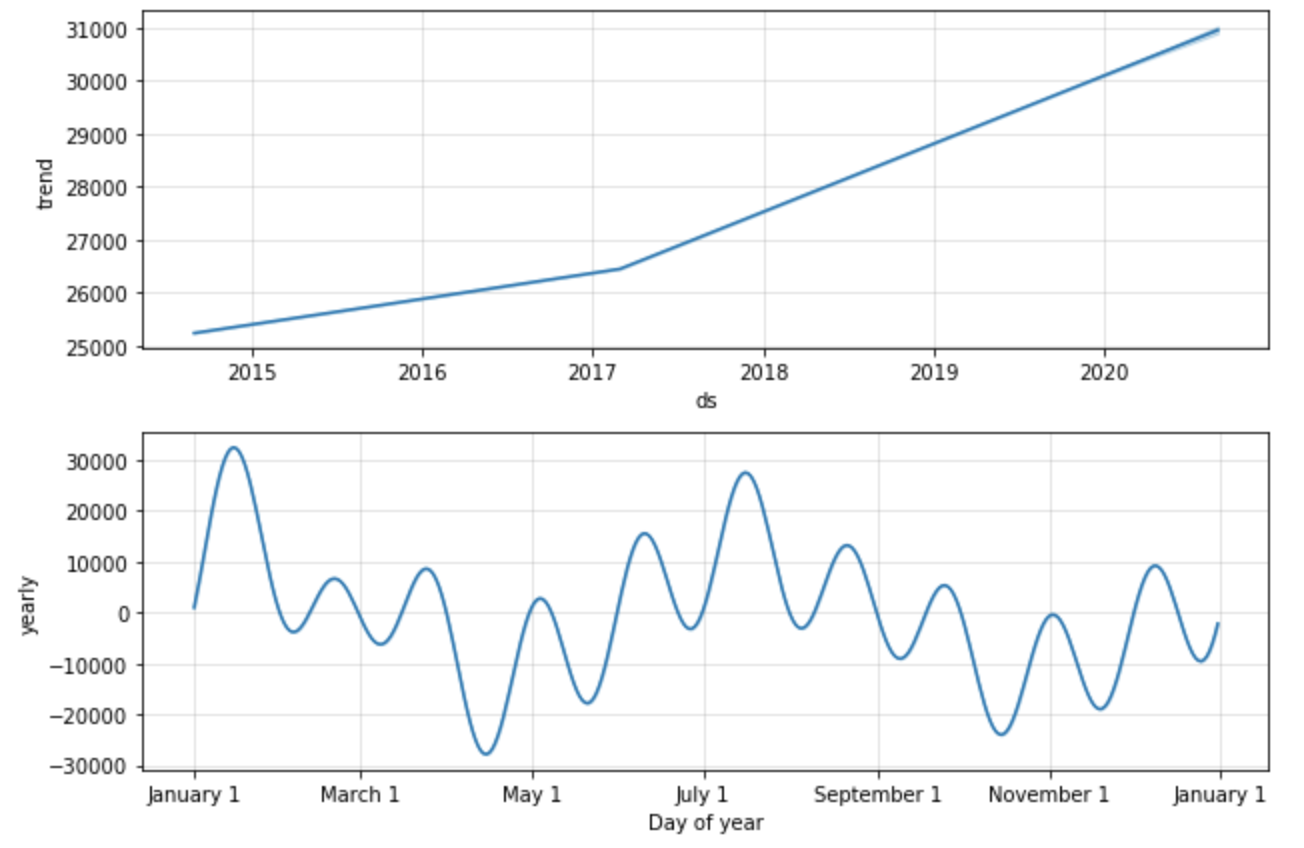 31000
30000
29000
28000
27000
26000
25000
trend
2015 2016 2017 2018 2019 2020
ds
30000
20000
10000
0
−10000
−20000
−30000
yearly
January 1 March 1 May 1 July 1 September 1 November 1 January 1
Day of year